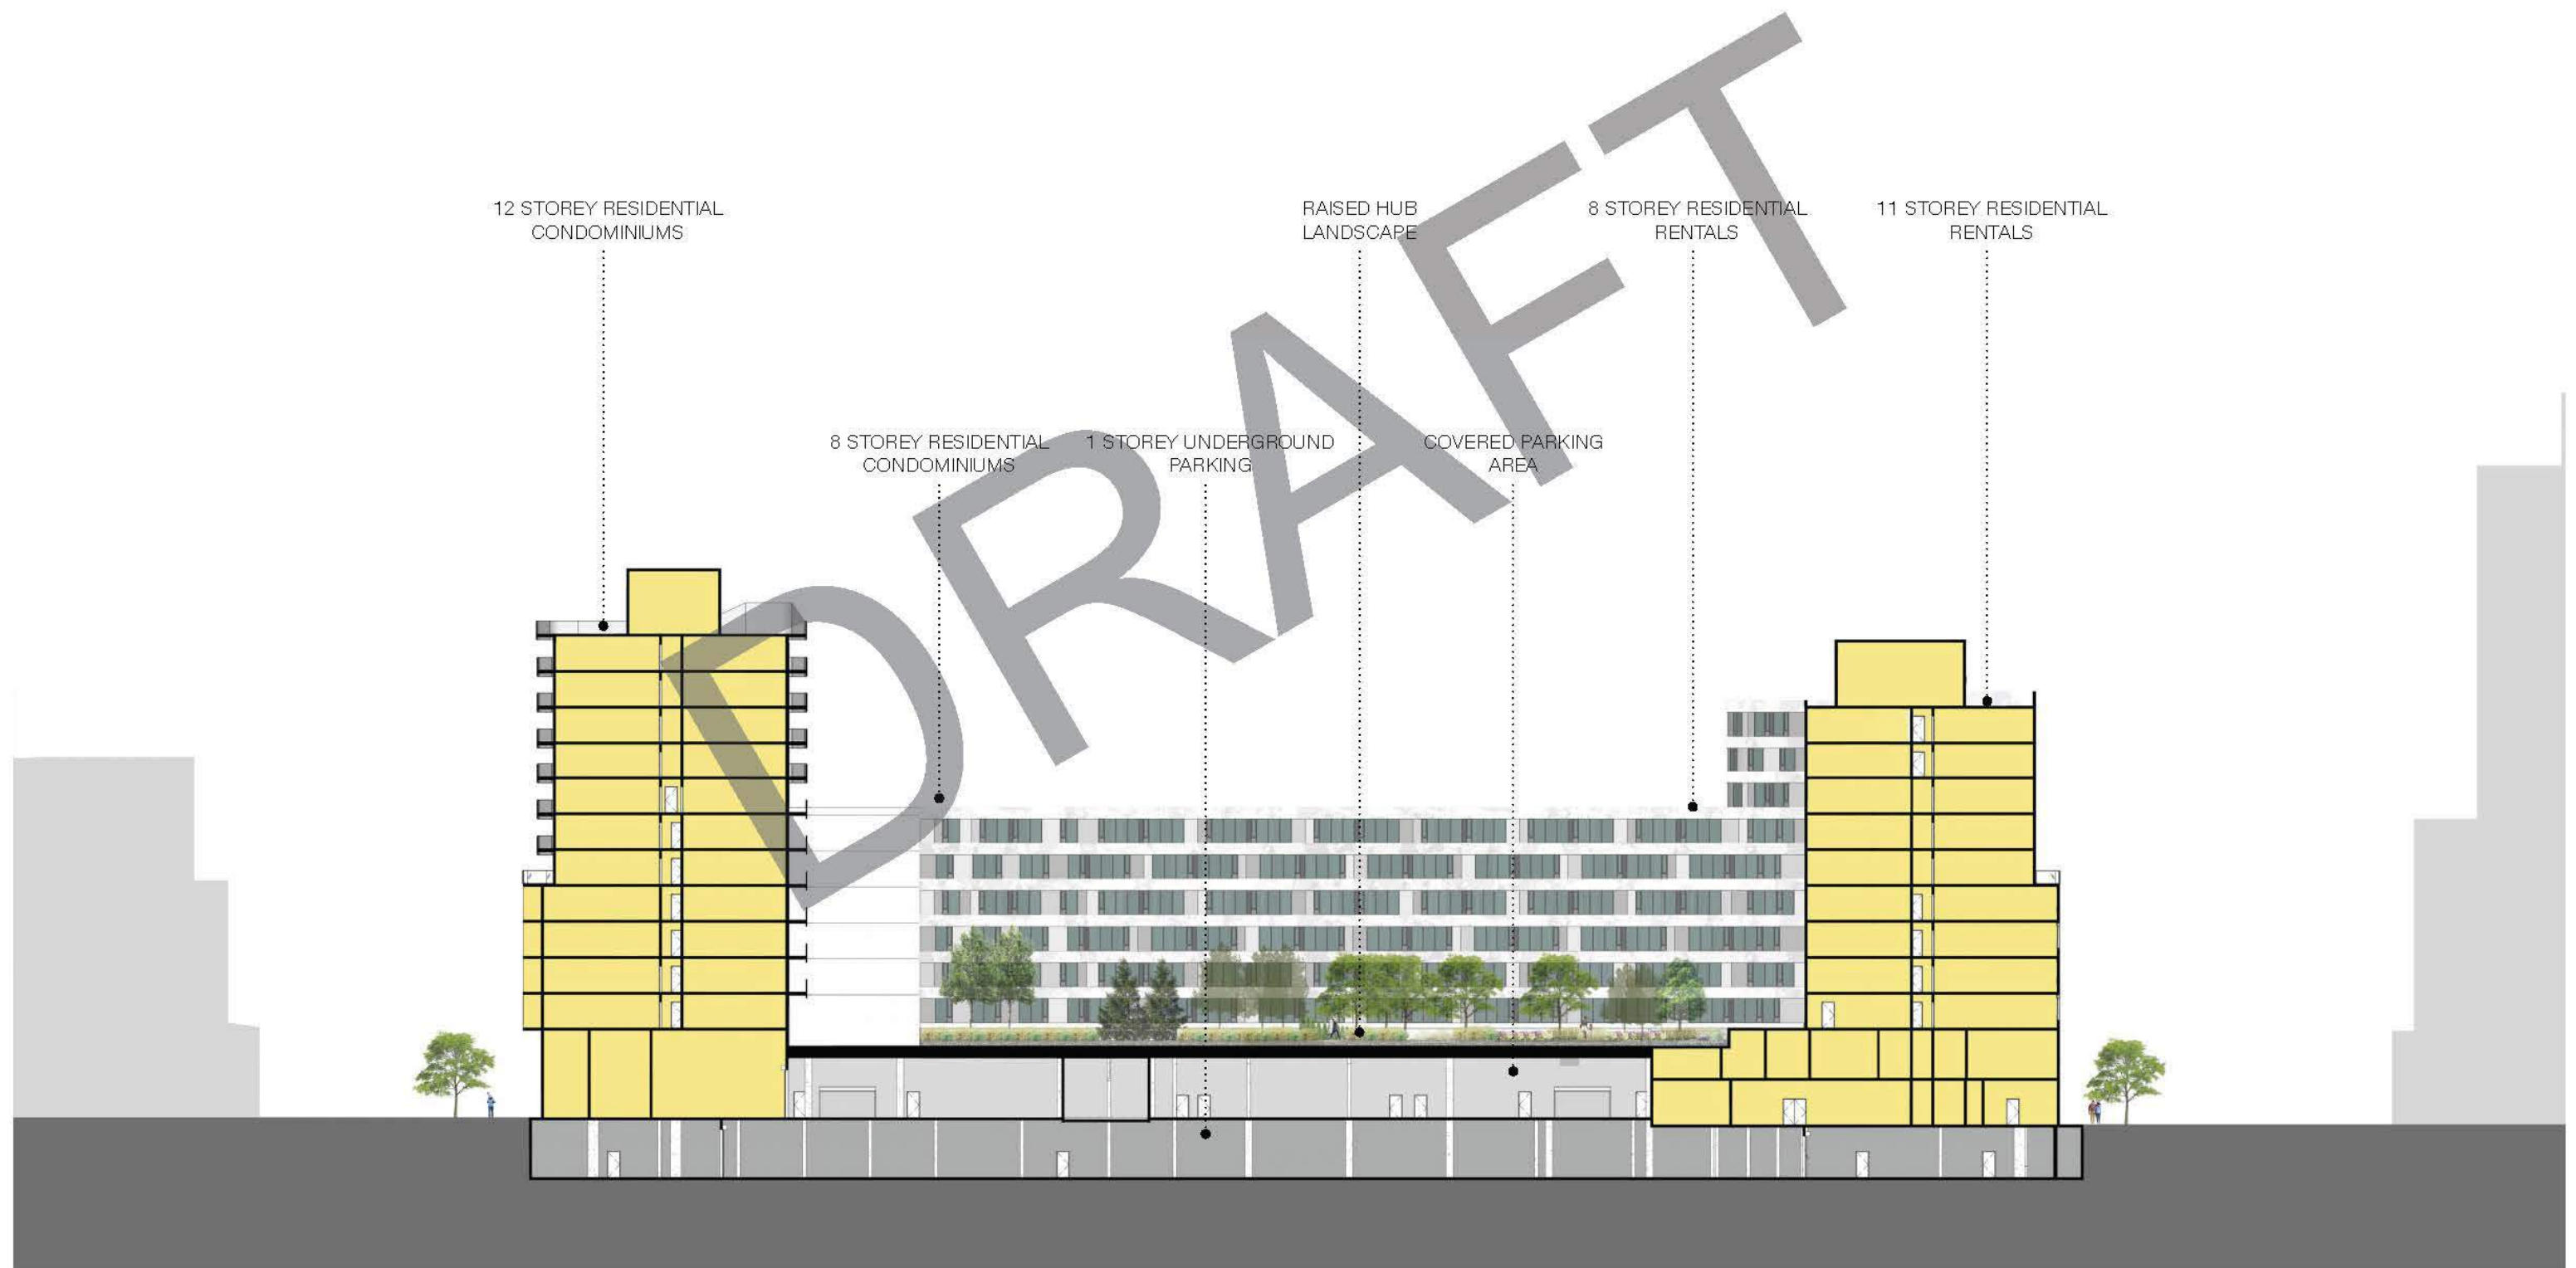 12 STOREY RESIDENTIAL
CONDOMINIUMS
RAISED HUB
LANDSCAPE
8 STOREY RESIDENTIAL
RENTALS
11 STOREY RESIDENTIAL
RENTALS
8 STOREY RESIDENTIAL
CONDOMINIUMS
1 STOREY UNDERGROUND
PARKING
COVERED PARKING
AREA
DRAFT